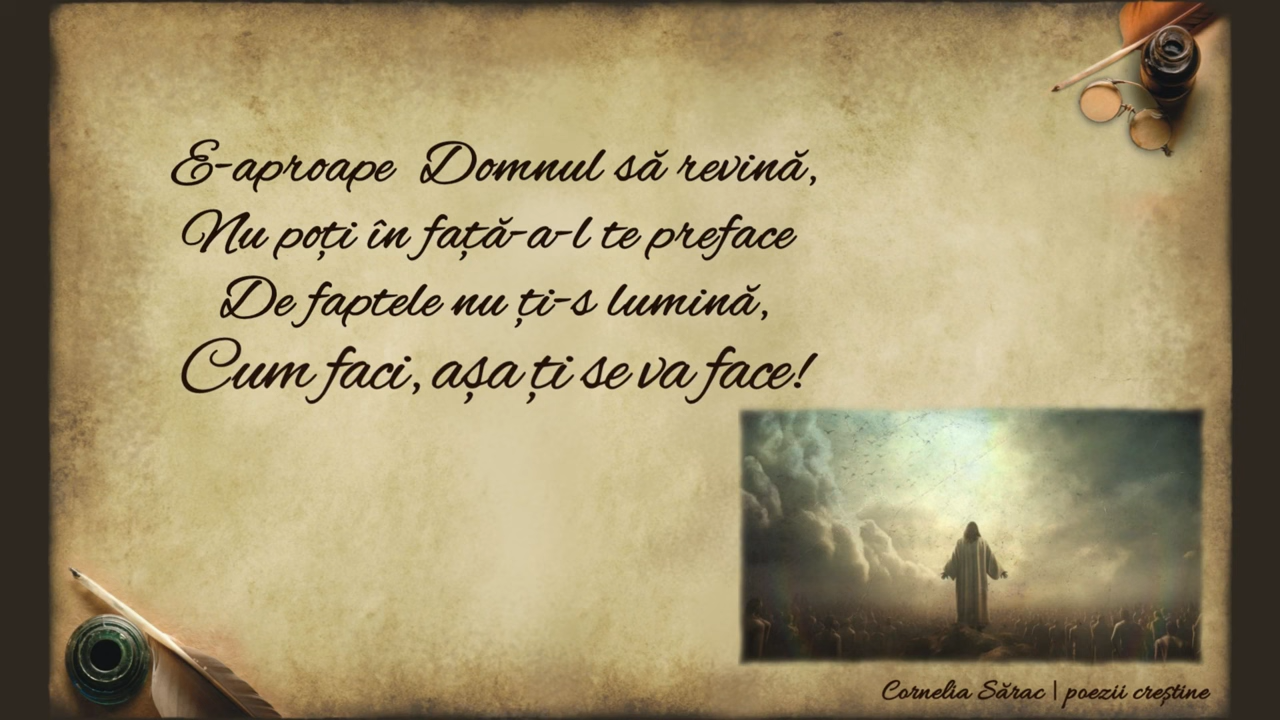 E-aproape Domnul să revină,
Nu poți în față-a-l te preface
De faptele nu ți-s lumină,
Cum faci, așa ți se va face!
Cornelia Sărac | poezii creștine